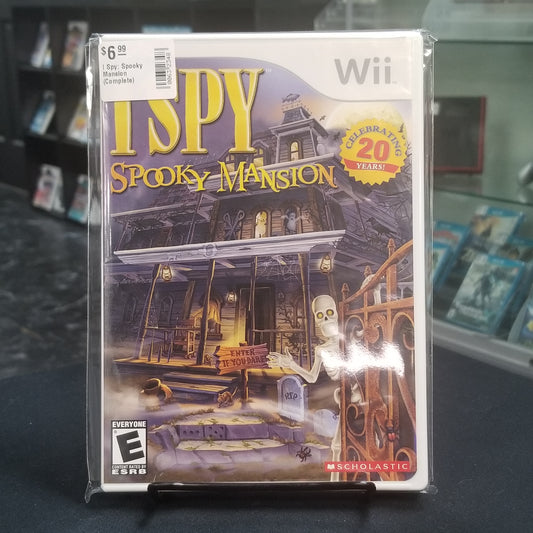 $6.99
I Spy: Spooky
Mansion
(Complete)
Wii
I SPY
SPOOKY MANSION
CELEBRATING
20
YEARS!
ENTER
IF YOU DARE
R.I.P.
EVERYONE
E
CONTENT RATED BY
ESRB
SCHOLASTIC